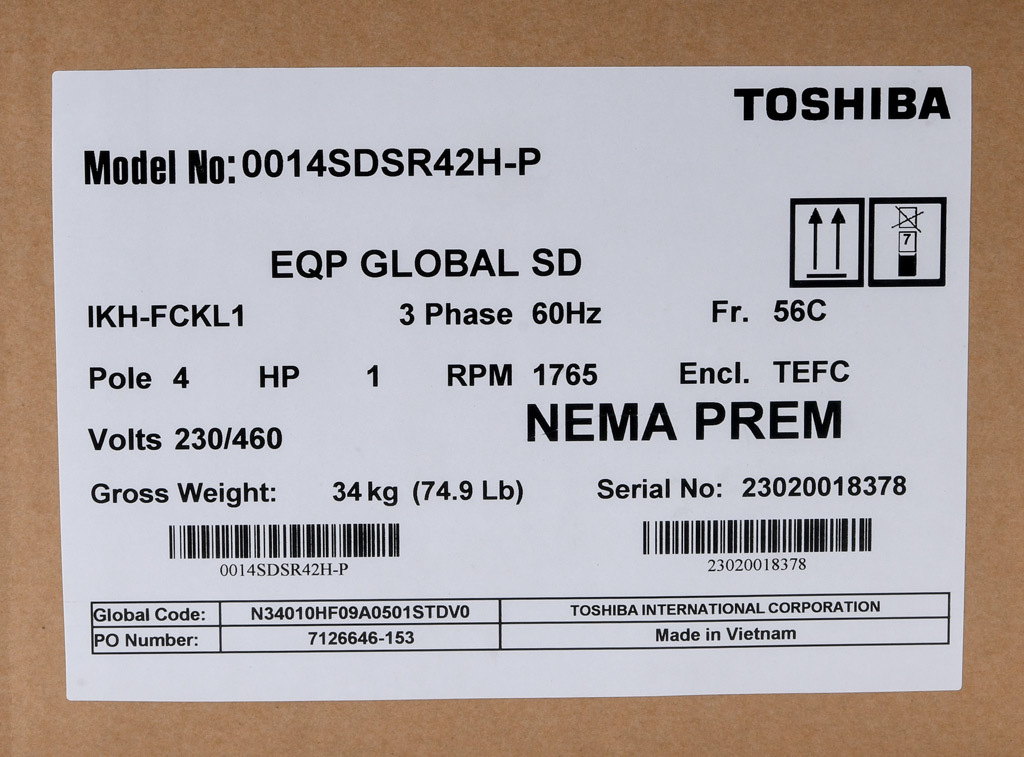 TOSHIBA
Model No: 0014SDSR42H-P
7
EQP GLOBAL SD
IKH-FCKL1 3 Phase 60Hz Fr. 56C
Pole 4 HP 1 RPM 1765 Encl. TEFC
Volts 230/460 NEMA PREM
Gross Weight: 34 kg (74.9 Lb) Serial No: 23020018378
0014SDSR42H-P 23020018378
Global Code: N34010HF09A0501STDV0 TOSHIBA INTERNATIONAL CORPORATION
PO Number: 7126646-153 Made in Vietnam